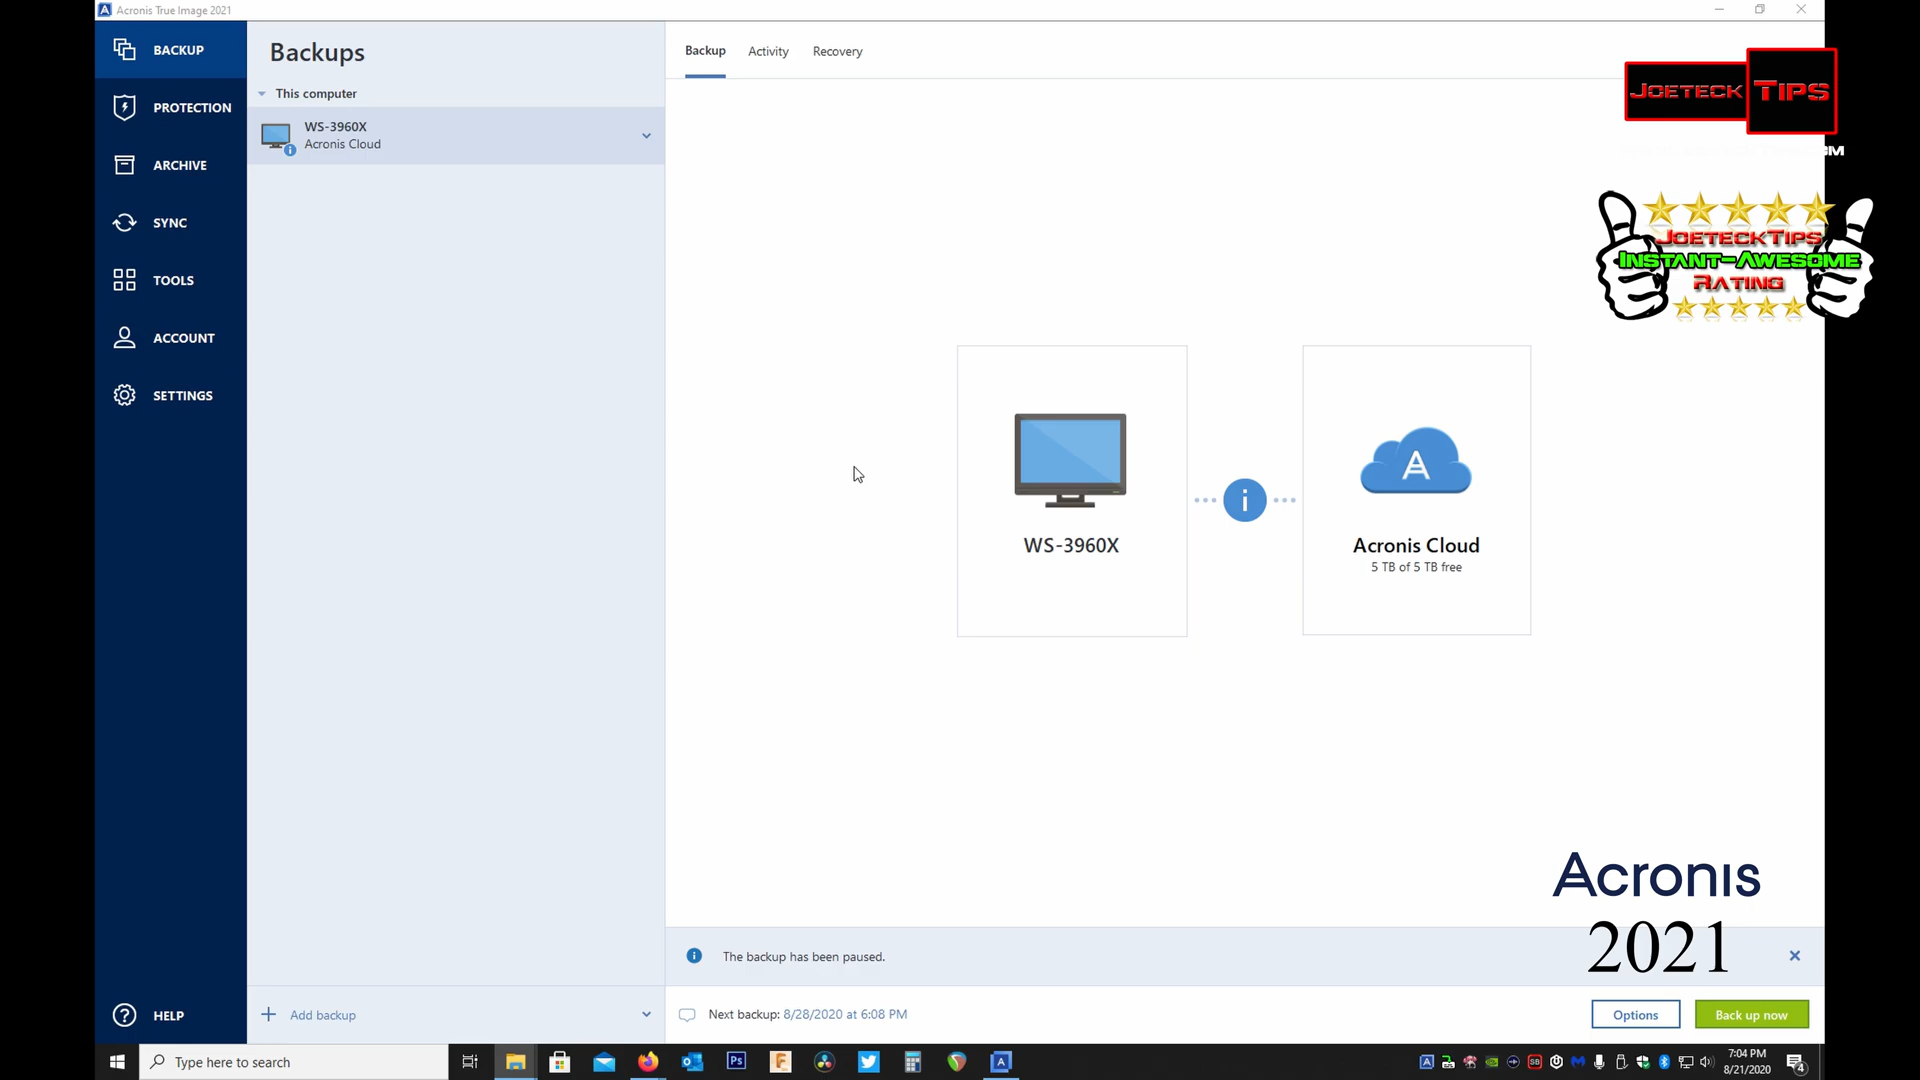 Acronis True Image 2021
BACKUP
PROTECTION
ARCHIVE
SYNC
TOOLS
ACCOUNT
SETTINGS
HELP
Backups
This computer
WS-3960X
Acronis Cloud
Add backup
Backup Activity Recovery
WS-3960X
i
Acronis Cloud
5 TB of 5 TB free
The backup has been paused.
Next backup: 8/28/2020 at 6:08 PM
Options
Back up now
JOETECK TIPS
JOETECKTIPS
INSTANT-AWESOME
RATING
Acronis
2021
Type here to search
Ps
7:04 PM
8/21/2020
4